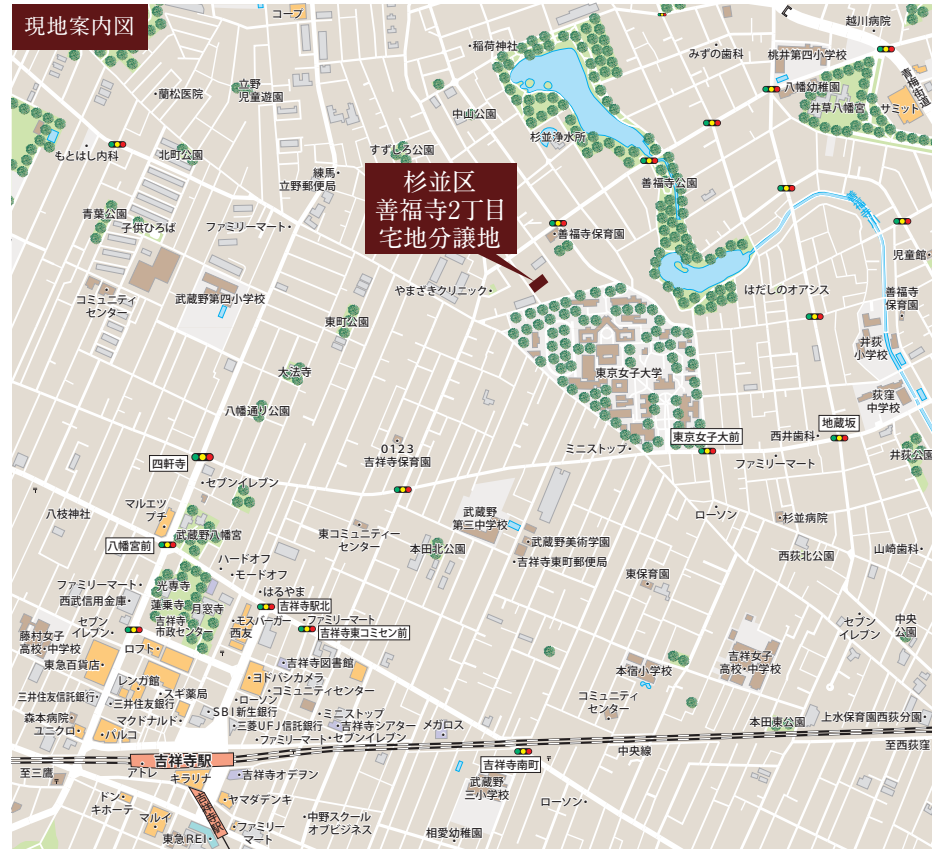 現地案内図
コープ
越川病院
稲荷神社
みずの歯科
桃井第四小学校
青梅街道
立野
児童遊園
蘭松医院
八幡幼稚園
井草八幡宮
サミット
中山公園
杉並浄水所
すずしろ公園
もとはし内科
北町公園
練馬・
立野郵便局
杉並区
善福寺2丁目
宅地分譲地
善福寺公園
善福寺川
青葉公園
子供ひろば
ファミリーマート
善福寺保育園
児童館
コミュニティ
センター
武蔵野第四小学校
やまざきクリニック
はだしのオアシス
善福寺
保育園
東町公園
井荻
小学校
東京女子大学
大法寺
荻窪
中学校
八幡通り公園
地蔵坂
東京女子大前
西井歯科
0123
吉祥寺保育園
ミニストップ
ファミリーマート
井荻公園
四軒寺
セブンイレブン
マルエツ
プチ
八枝神社
武蔵野八幡宮
武蔵野
第三中学校
ローソン
杉並病院
八幡宮前
東コミュニティー
センター
本田北公園
武蔵野美術学園
吉祥寺東町郵便局
西荻北公園
山崎歯科
ハードオフ
モードオフ
ファミリーマート
西武信用金庫
光専寺
はるやま
東保育園
蓮乗寺
月窓寺
吉祥寺駅北
セブン
イレブン
吉祥寺
市政センター
モスバーガー
西友
ファミリーマート
吉祥寺東コミセン前
セブン
イレブン
中央
公園
藤村女子
高校・中学校
ロフト
東急百貨店
吉祥寺図書館
ヨドバシカメラ
コミュニティセンター
本宿小学校
吉祥女子
高校・中学校
レンガ館
スギ薬局
三井住友信託銀行
三井住友銀行
ローソン
SBI新生銀行
ミニストップ
コミュニティ
センター
森本病院
ユニクロ
マクドナルド
パルコ
三菱UFJ信託銀行
吉祥寺シアター
メガロス
本田東公園
上水保育園西荻分園
ファミリーマート
セブンイレブン
中央線
至西荻窪
吉祥寺駅
アトレ
吉祥寺南町
至三鷹
キラリナ
吉祥寺オデヲン
武蔵野
三小学校
ドン・
キホーテ
ヤマダデンキ
ローソン
マルイ
吉祥寺駅
東急REI
ファミリー
マート
中野スクール
オブビジネス
相愛幼稚園